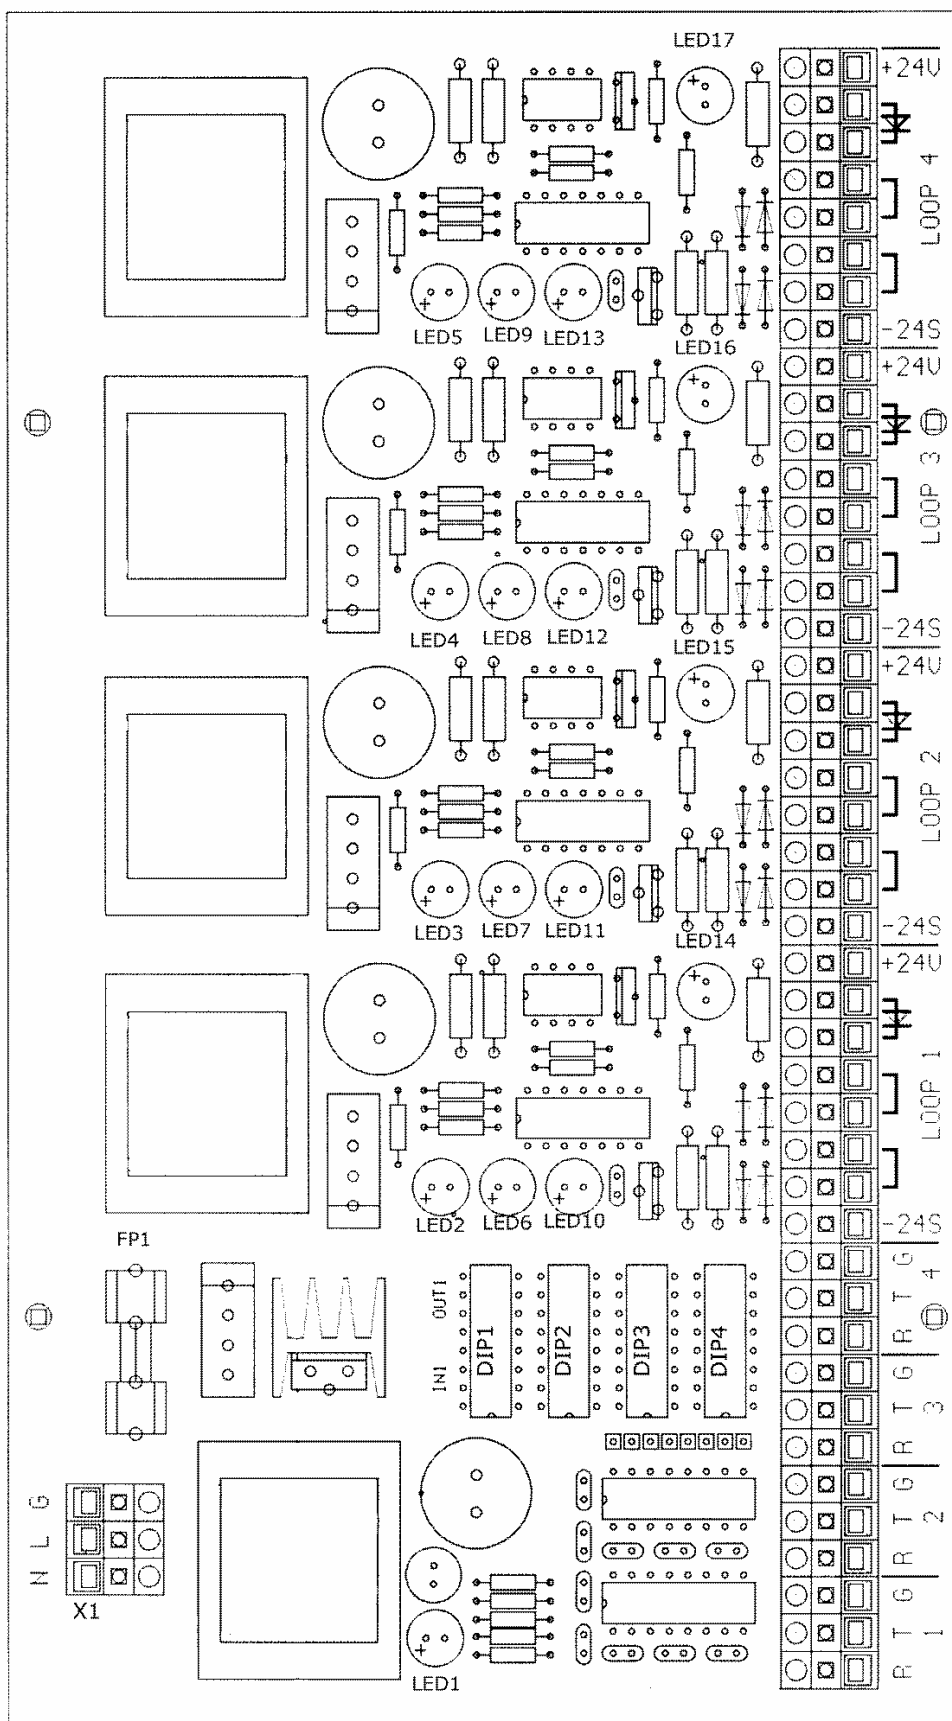 LED17
+24V
LOOP 4
LED5 LED9 LED13
-24S
LED16
+24V
LOOP 3
LED4 LED8 LED12
-24S
LED15
+24V
LOOP 2
LED3 LED7 LED11
-24S
LED14
+24V
LOOP 1
LED2 LED6 LED10
-24S
FP1
IN1 OUT1
DIP1
DIP2
DIP3
DIP4
R T G
4
R T G
3
R T G
2
R T G
1
N L G
X1
LED1